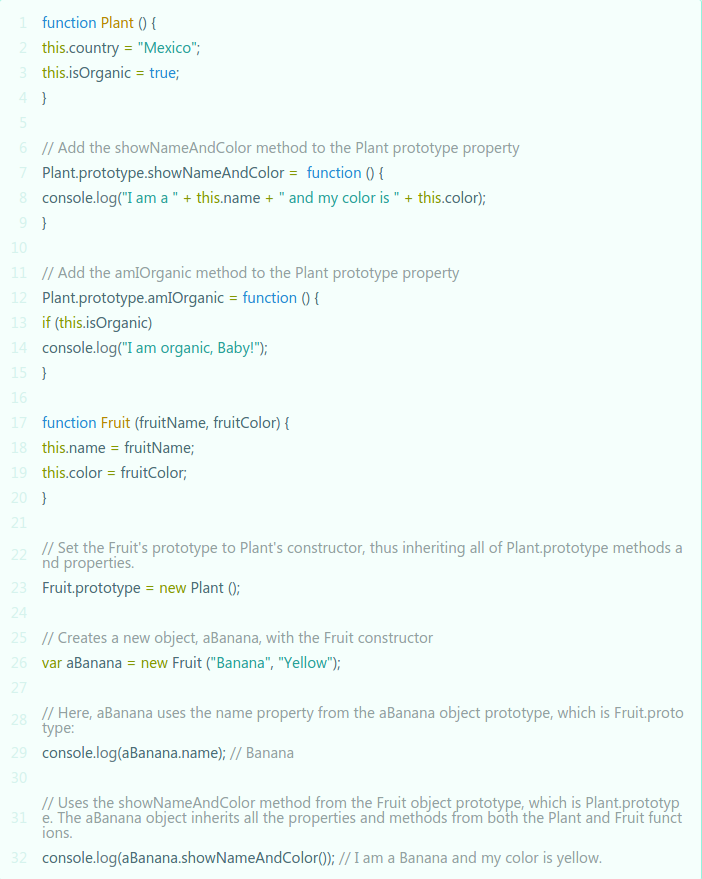 1 function Plant () {
2 this.country = "Mexico";
3 this.isOrganic = true;
4 }
5
6 // Add the showNameAndColor method to the Plant prototype property
7 Plant.prototype.showNameAndColor =  function () {
8 console.log("I am a " + this.name + " and my color is " + this.color);
9 }
10
11 // Add the amIOrganic method to the Plant prototype property
12 Plant.prototype.amIOrganic = function () {
13 if (this.isOrganic)
14 console.log("I am organic, Baby!");
15 }
16
17 function Fruit (fruitName, fruitColor) {
18 this.name = fruitName;
19 this.color = fruitColor;
20 }
21
22 // Set the Fruit's prototype to Plant's constructor, thus inheriting all of Plant.prototype methods a
nd properties.
23 Fruit.prototype = new Plant ();
24
25 // Creates a new object, aBanana, with the Fruit constructor
26 var aBanana = new Fruit ("Banana", "Yellow");
27
28 // Here, aBanana uses the name property from the aBanana object prototype, which is Fruit.proto
type:
29 console.log(aBanana.name); // Banana
30
31 // Uses the showNameAndColor method from the Fruit object prototype, which is Plant.prototyp
e. The aBanana object inherits all the properties and methods from both the Plant and Fruit funct
ions.
32 console.log(aBanana.showNameAndColor()); // I am a Banana and my color is yellow.